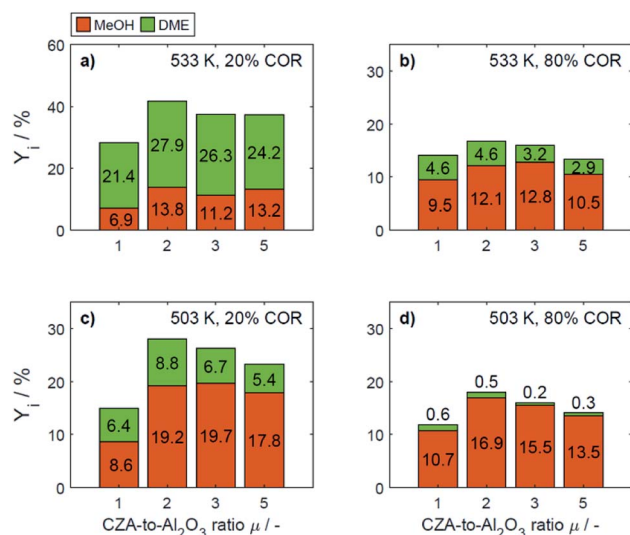 MeOH DME
a) 533 K, 20% COR
Y_i / %
60
40
20
0
21.4 27.9 26.3 24.2
6.9 13.8 11.2 13.2
1 2 3 5
b) 533 K, 80% COR
30
20
10
0
4.6 4.6 3.2 2.9
9.5 12.1 12.8 10.5
1 2 3 5
c) 503 K, 20% COR
Y_i / %
30
20
10
0
6.4 8.8 6.7 5.4
8.6 19.2 19.7 17.8
1 2 3 5
CZA-to-Al₂O₃ ratio μ / -
d) 503 K, 80% COR
30
20
10
0
0.6 0.5 0.2 0.3
10.7 16.9 15.5 13.5
1 2 3 5
CZA-to-Al₂O₃ ratio μ / -